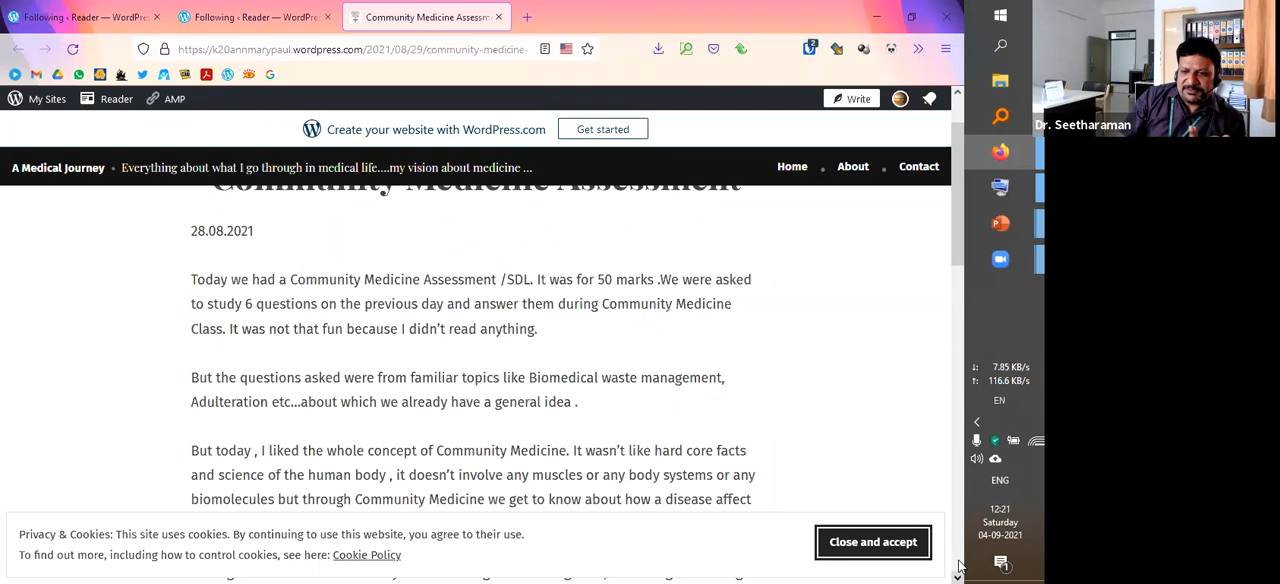 Following ‹ Reader — WordPre
Following ‹ Reader — WordPre
Community Medicine Assessm
https://k20annmarypaul.wordpress.com/2021/08/29/community-medicine-
My Sites
Reader
AMP
Write
Create your website with WordPress.com
Get started
A Medical Journey
Everything about what I go through in medical life....my vision about medicine ...
Home
About
Contact
Community Medicine Assessment
28.08.2021
Today we had a Community Medicine Assessment /SDL. It was for 50 marks .We were asked
to study 6 questions on the previous day and answer them during Community Medicine
Class. It was not that fun because I didn’t read anything.
But the questions asked were from familiar topics like Biomedical waste management,
Adulteration etc…about which we already have a general idea .
But today , I liked the whole concept of Community Medicine. It wasn’t like hard core facts
and science of the human body , it doesn’t involve any muscles or any body systems or any
biomolecules but through Community Medicine we get to know about how a disease affect
Privacy & Cookies: This site uses cookies. By continuing to use this website, you agree to their use.
To find out more, including how to control cookies, see here: Cookie Policy
Close and accept
Dr. Seetharaman
7.85 KB/s
116.6 KB/s
EN
ENG
12:21
Saturday
04-09-2021
1